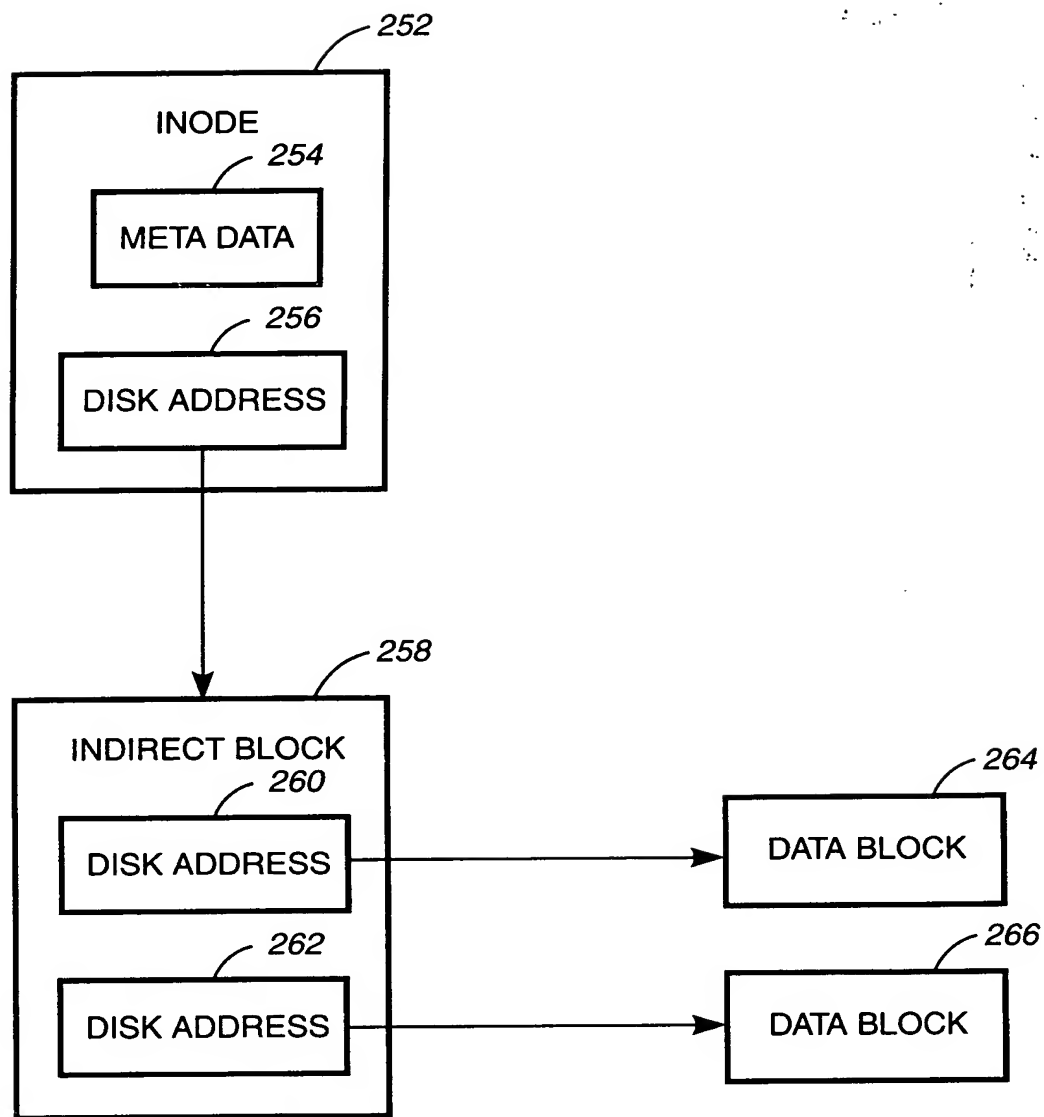 252
INODE
254
META DATA
256
DISK ADDRESS
258
INDIRECT BLOCK
260
DISK ADDRESS
264
DATA BLOCK
262
DISK ADDRESS
266
DATA BLOCK